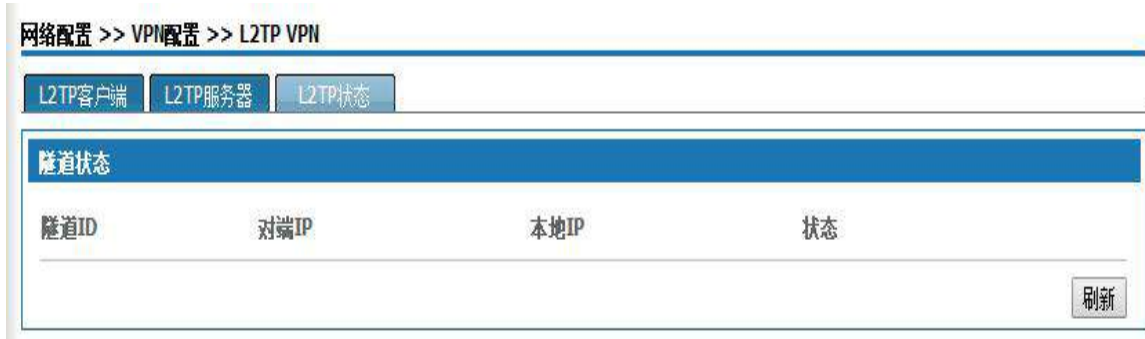 网络配置 >> VPN配置 >> L2TP VPN
L2TP客户端 L2TP服务器 L2TP状态
隧道状态
隧道ID 对端IP 本地IP 状态
刷新